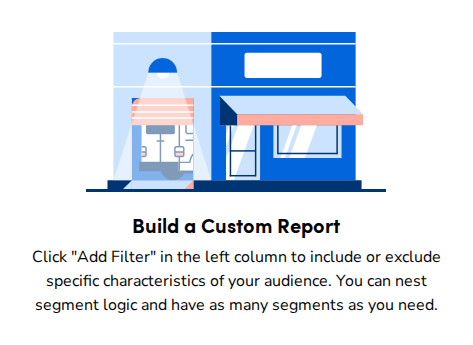 Build a Custom Report
Click "Add Filter" in the left column to include or exclude
specific characteristics of your audience. You can nest
segment logic and have as many segments as you need.